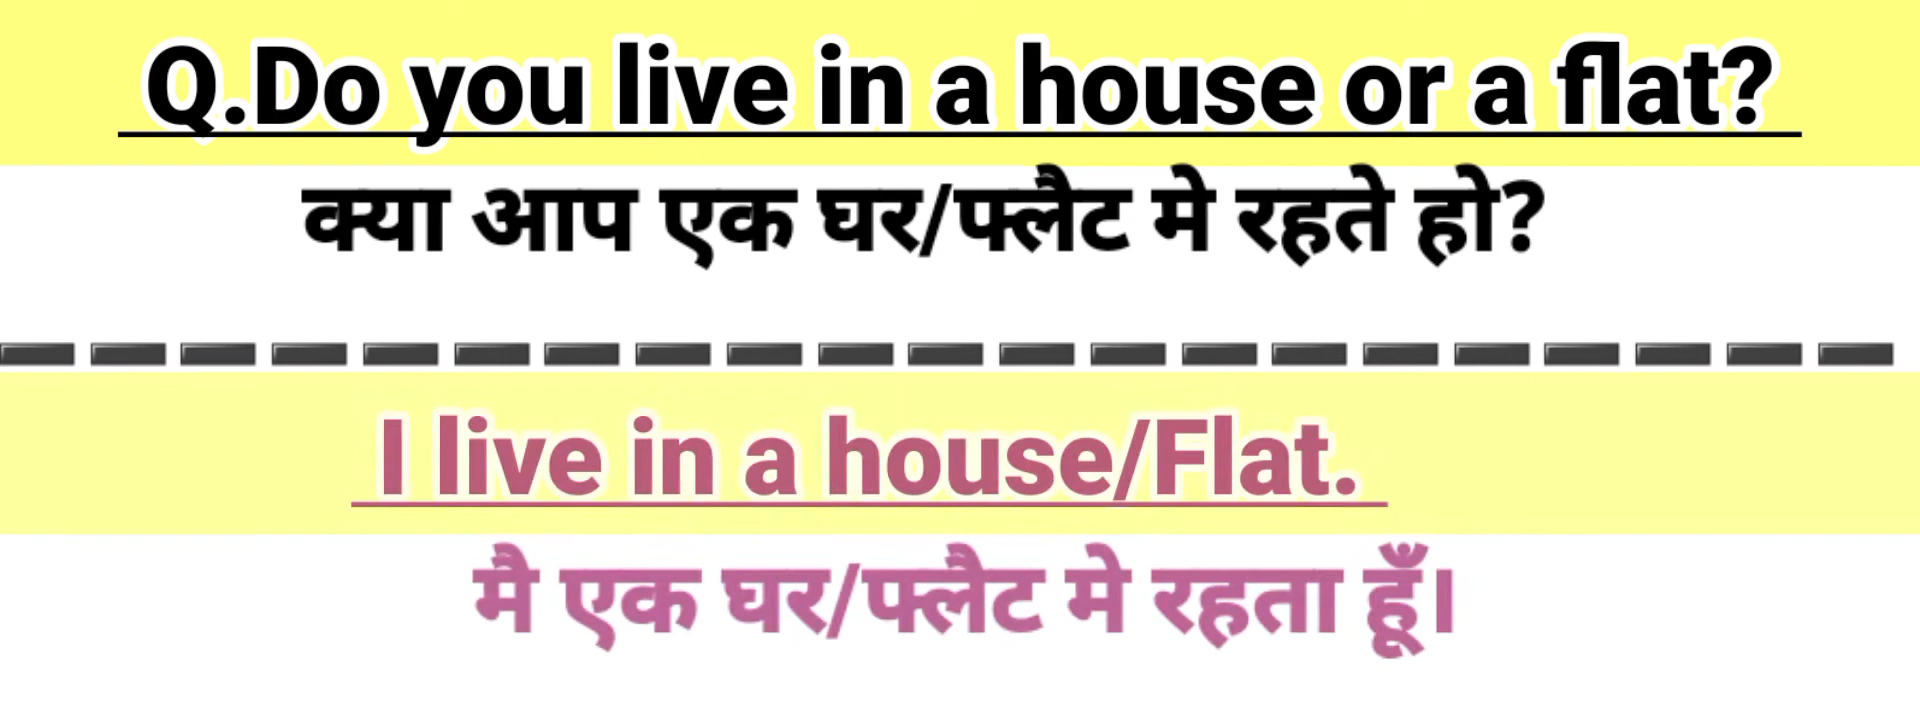 Q.Do you live in a house or a flat?
क्या आप एक घर/फ्लैट मे रहते हो?
I live in a house/Flat.
मै एक घर/फ्लैट मे रहता हूँ।